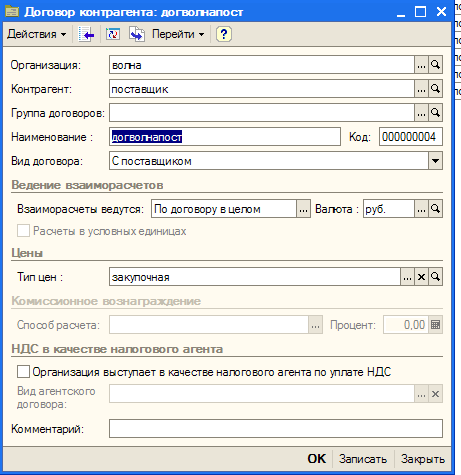 Договор контрагента: догволнапост
Действия Перейти ?
Организация: волна ...
Контрагент: поставщик ...
Группа договоров: ...
Наименование : догволнапост Код: 000000004
Вид договора: С поставщиком
Ведение взаиморасчетов
Взаиморасчеты ведутся: По договору в целом ... Валюта : руб. ...
Расчеты в условных единицах
Цены
Тип цен : закупочная ... x
Комиссионное вознаграждение
Способ расчета: ... Процент: 0,00
НДС в качестве налогового агента
Организация выступает в качестве налогового агента по уплате НДС
Вид агентского
договора: ... x
Комментарий:
OK Записать Закрыть